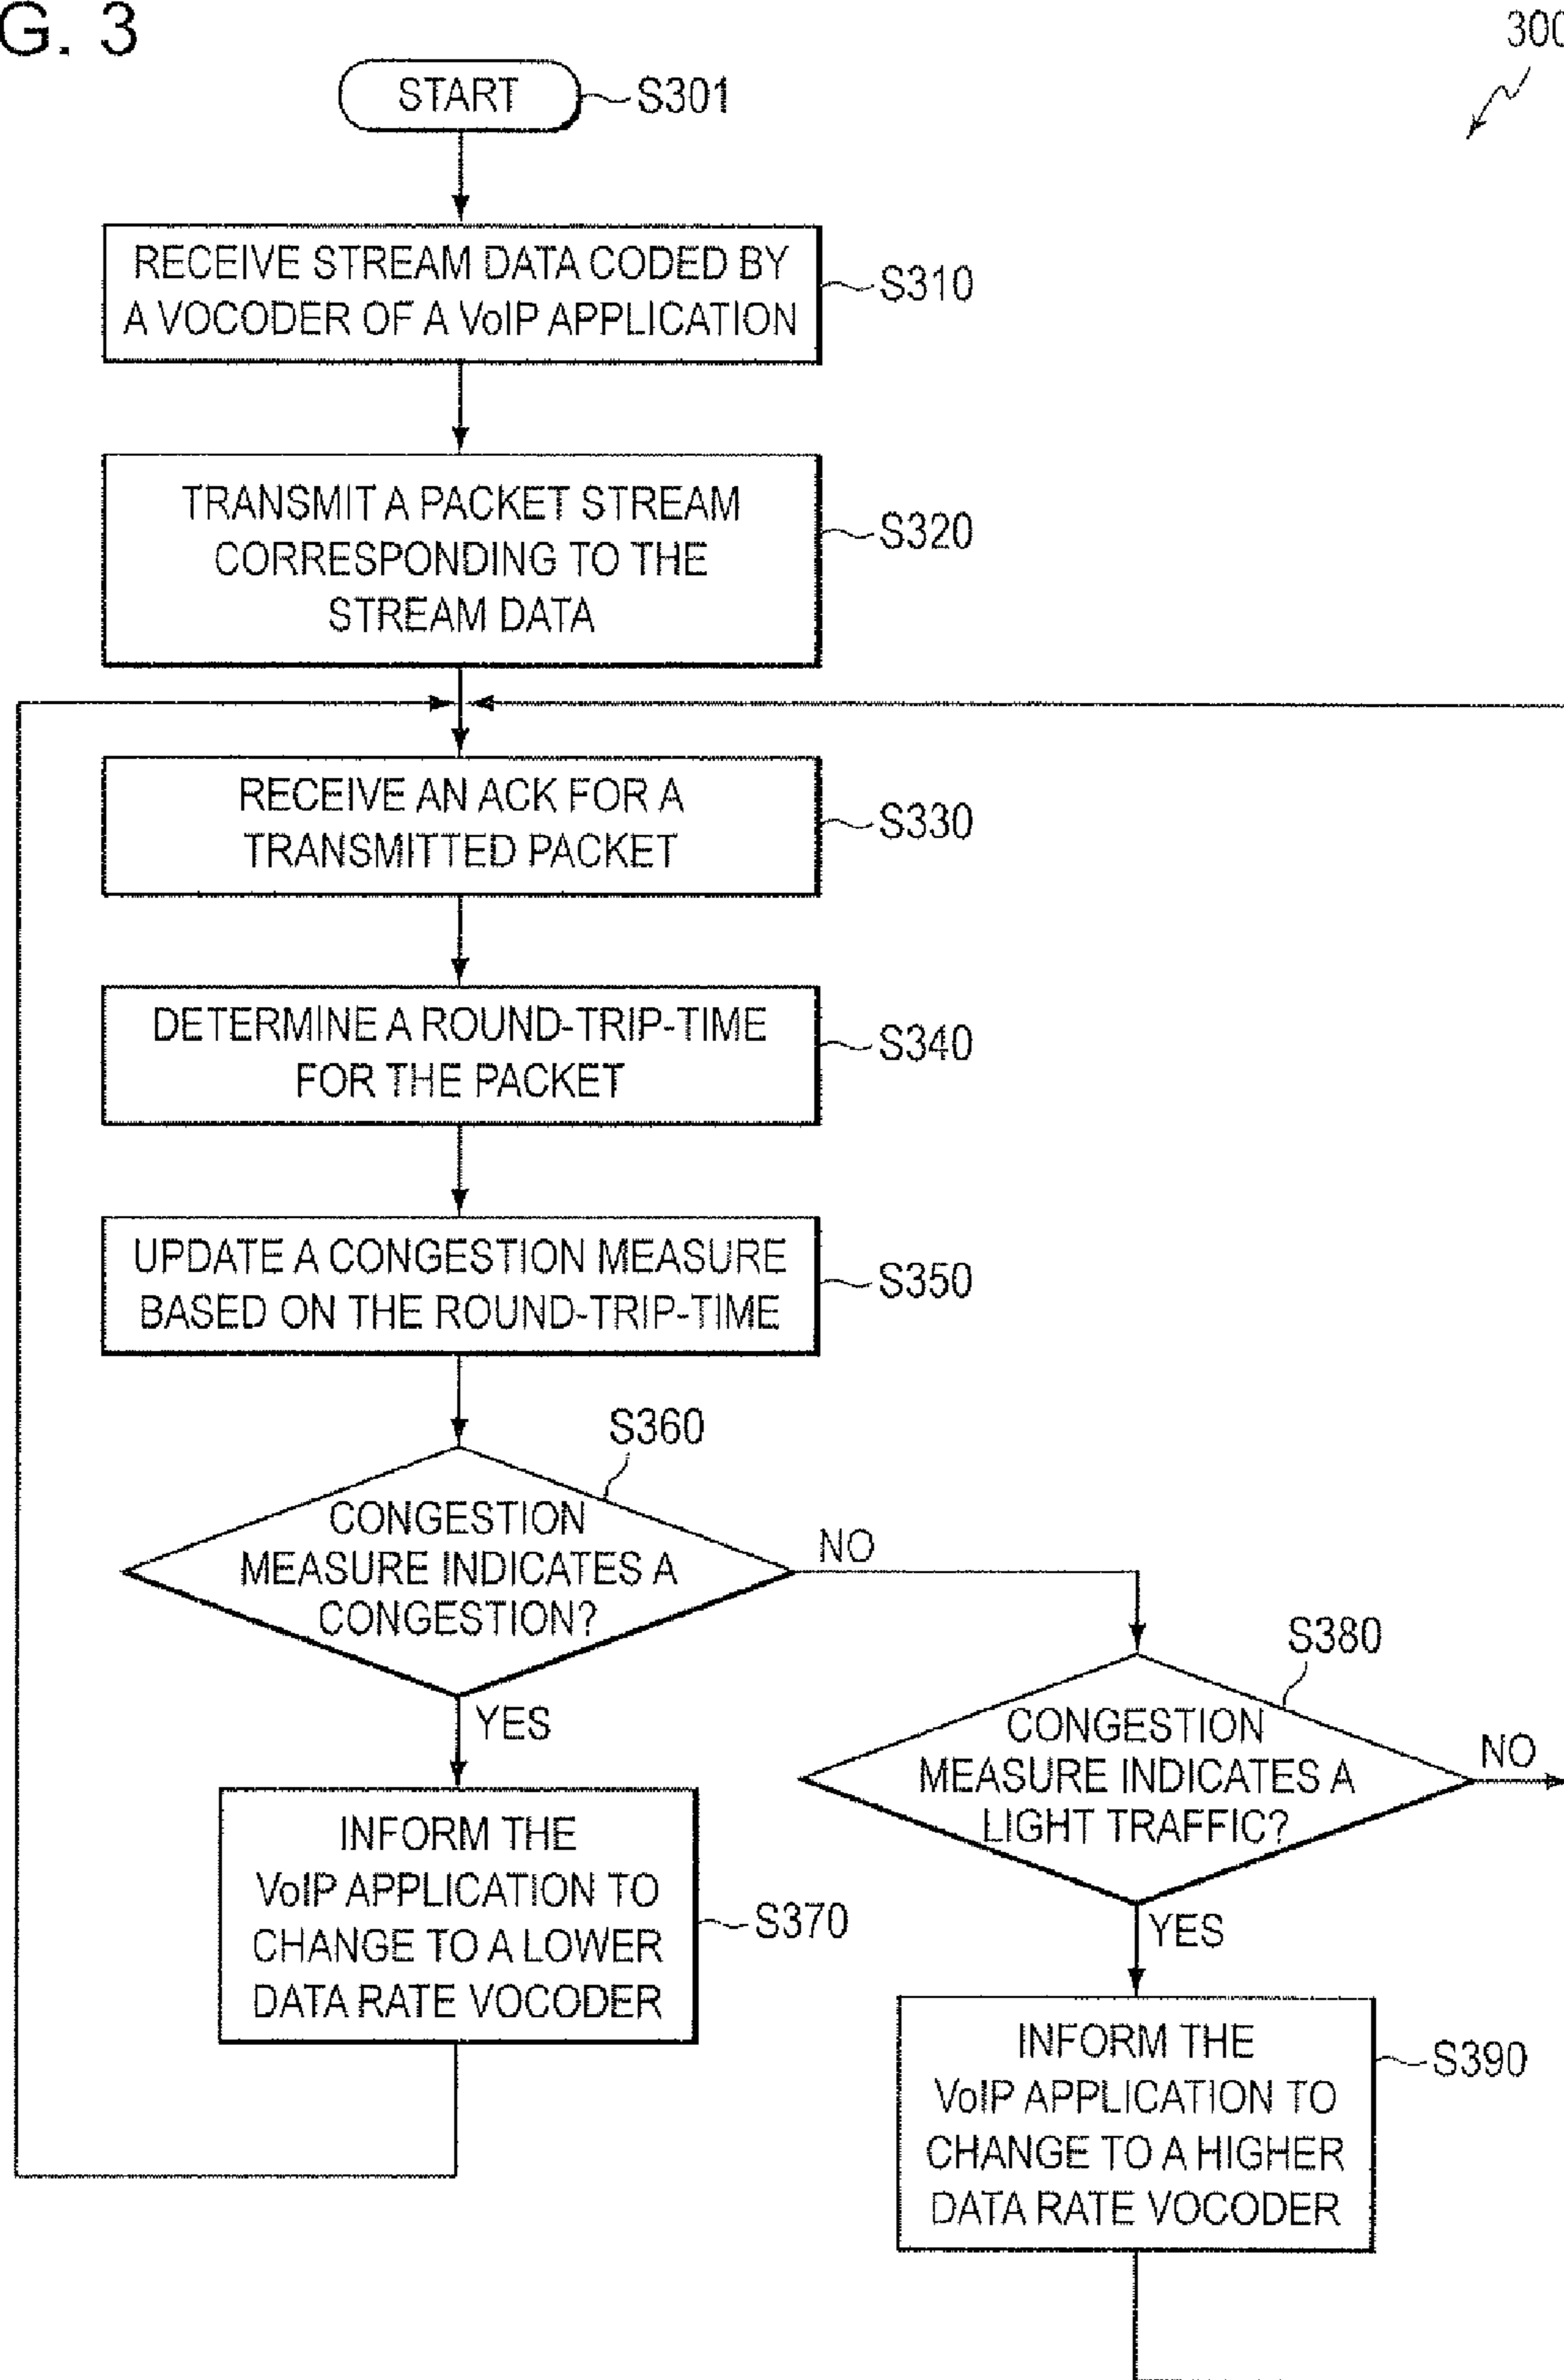 G. 3
300
START
S301
RECEIVE STREAM DATA CODED BY
A VOCODER OF A VoIP APPLICATION
S310
TRANSMIT A PACKET STREAM
CORRESPONDING TO THE
STREAM DATA
S320
RECEIVE AN ACK FOR A
TRANSMITTED PACKET
S330
DETERMINE A ROUND-TRIP-TIME
FOR THE PACKET
S340
UPDATE A CONGESTION MEASURE
BASED ON THE ROUND-TRIP-TIME
S350
S360
CONGESTION
MEASURE INDICATES A
CONGESTION?
NO
YES
S380
CONGESTION
MEASURE INDICATES A
LIGHT TRAFFIC?
NO
YES
INFORM THE
VoIP APPLICATION TO
CHANGE TO A LOWER
DATA RATE VOCODER
S370
INFORM THE
VoIP APPLICATION TO
CHANGE TO A HIGHER
DATA RATE VOCODER
S390